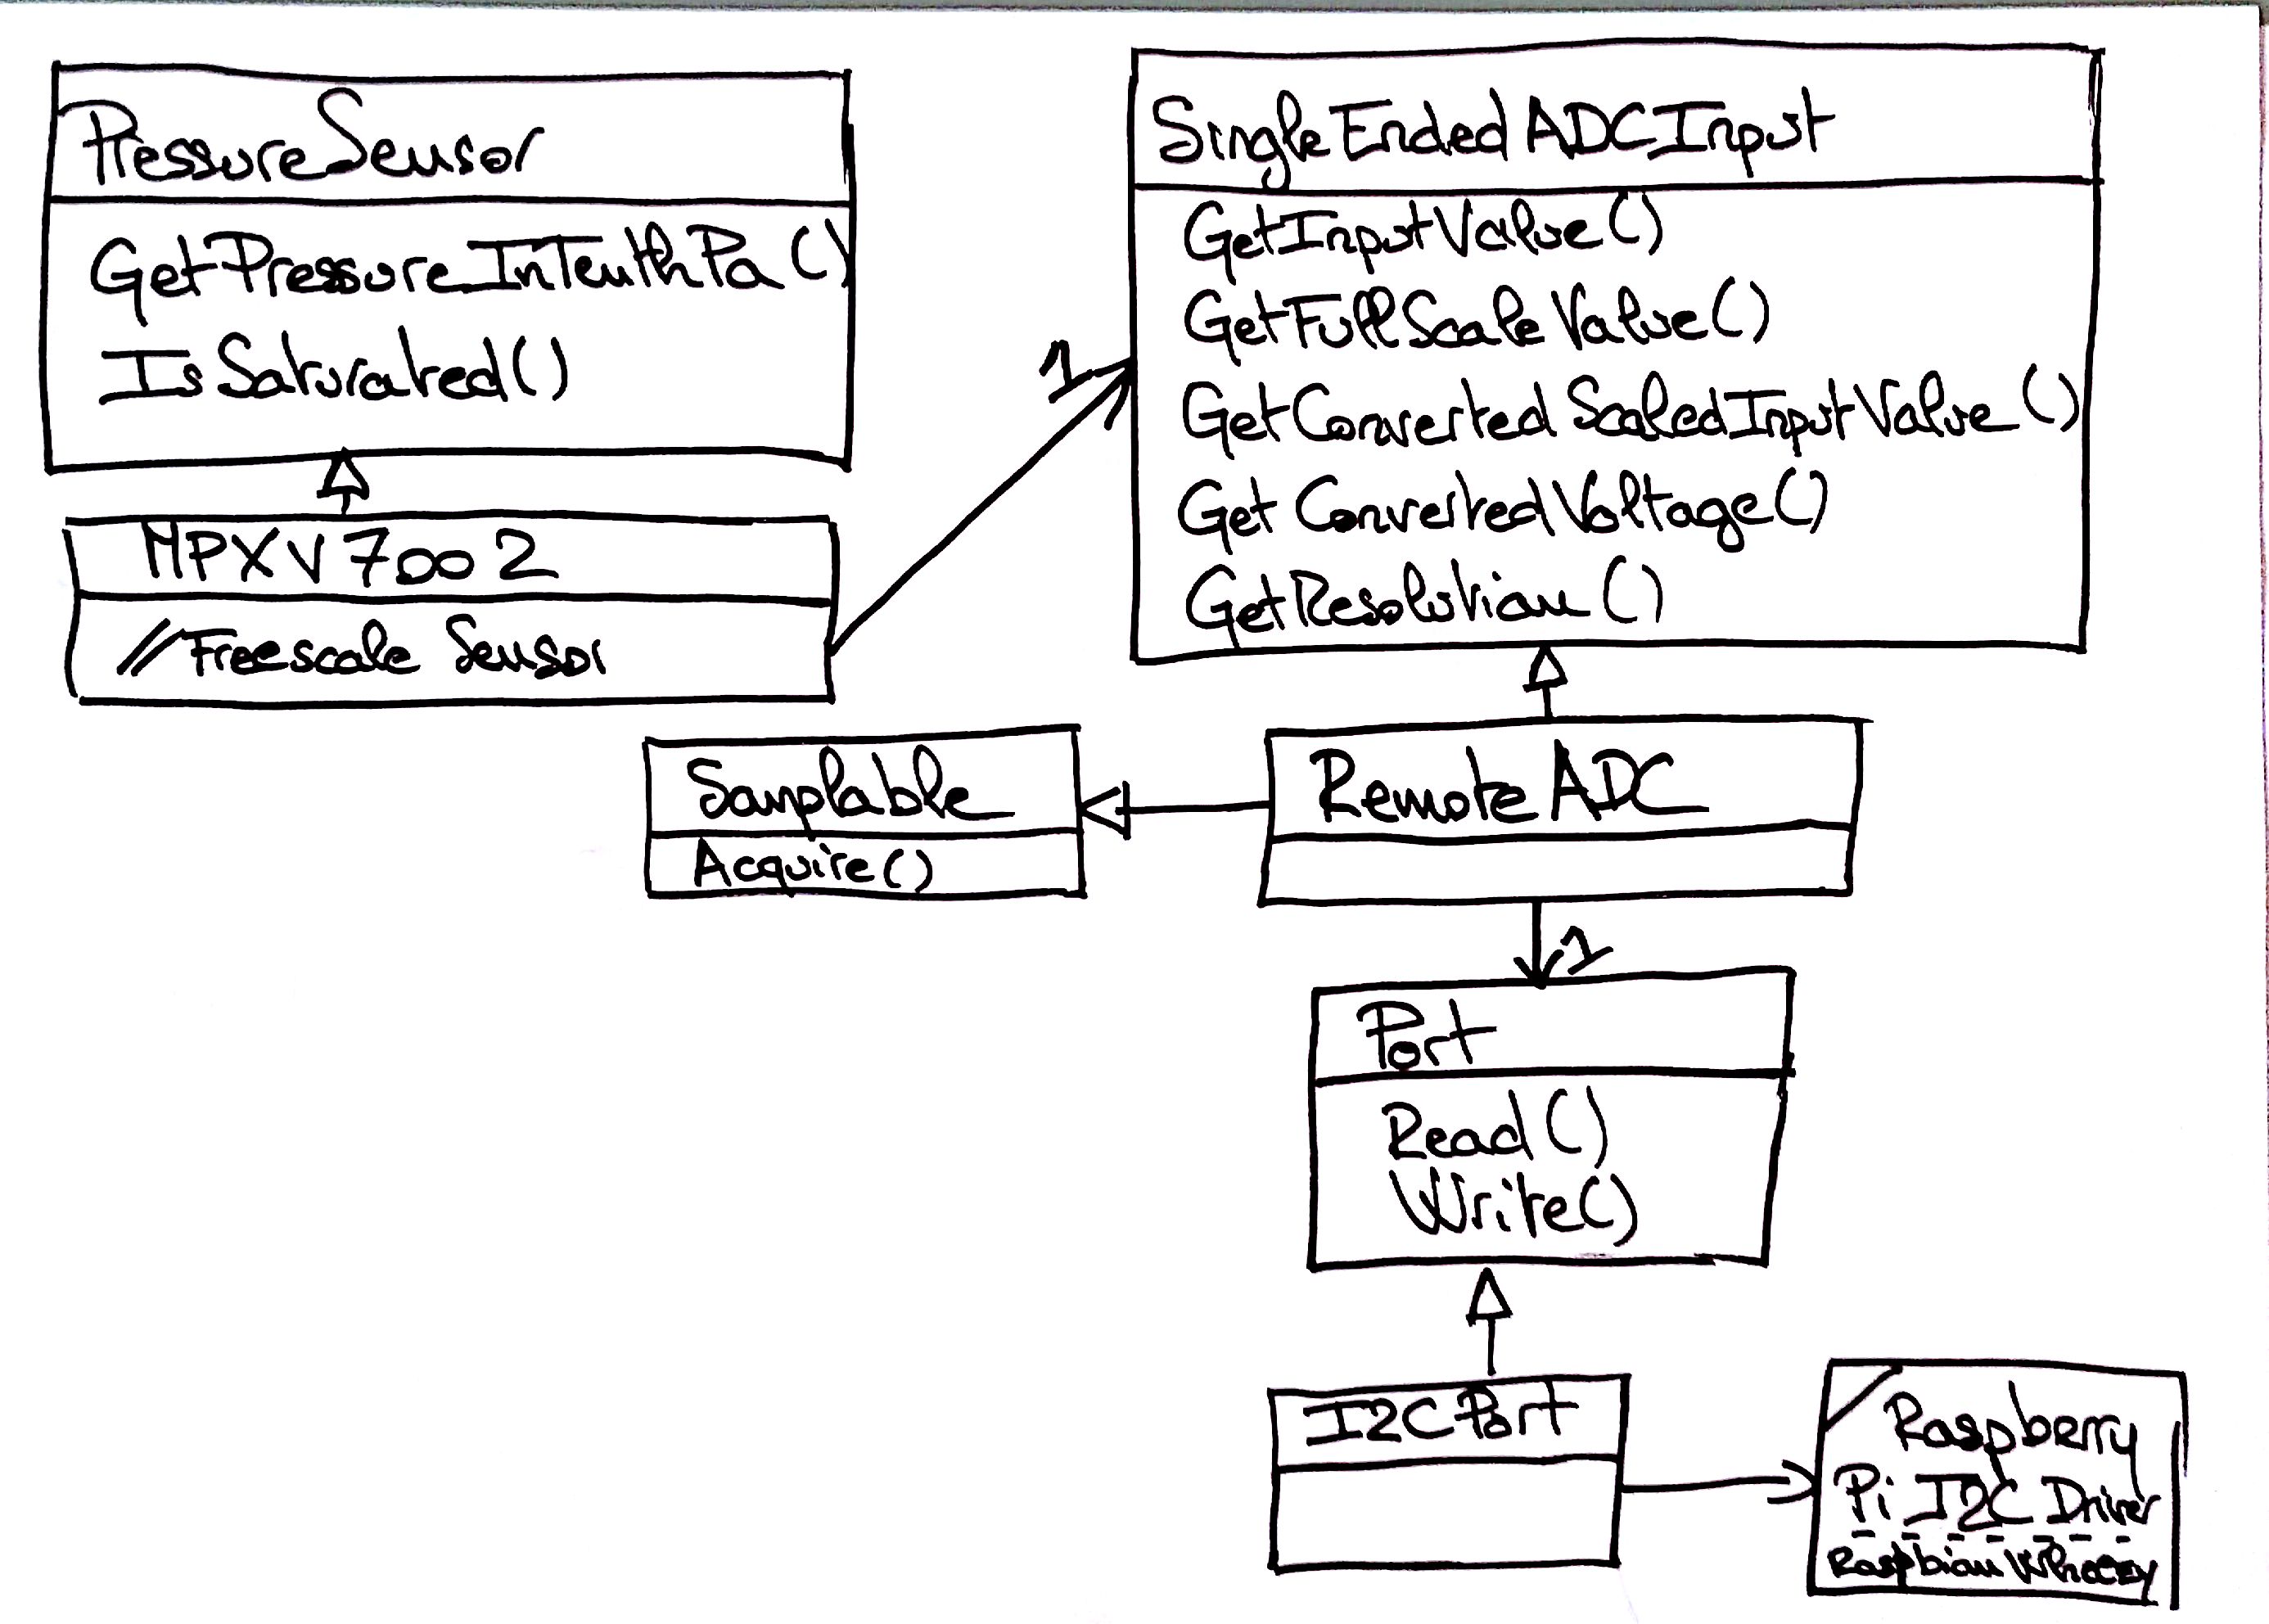 PressureSensor
GetPressureInTenthPa()
IsSaturated()
MPXV7002
//Freescale Sensor
1
SingleEndedADCInput
GetInputValue()
GetFullScaleValue()
GetConvertedScaledInputValue()
GetConvertedVoltage()
GetResolution()
Samplable
Acquire()
RemoteADC
1
Port
Read()
Write()
I2CPort
Raspberry
Pi I2C Driver
Raspbian